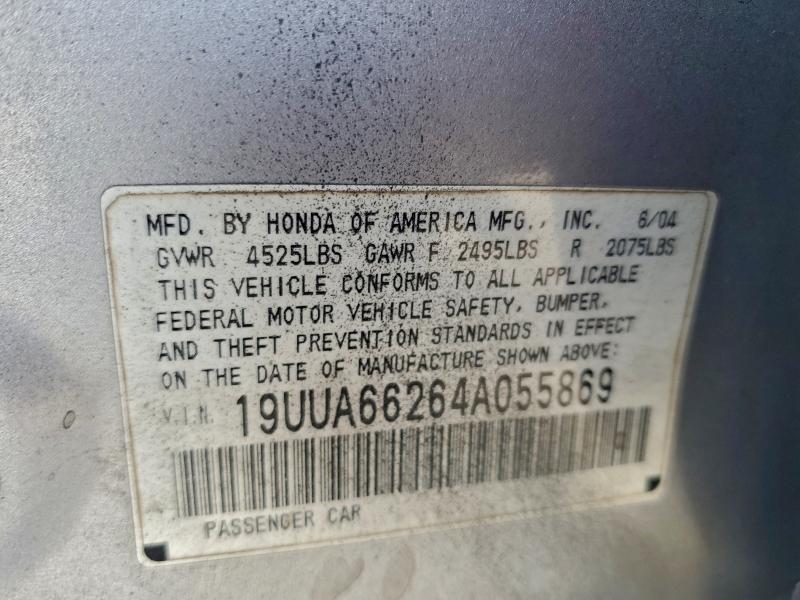 MFD. BY HONDA OF AMERICA MFG., INC. 6/04
GVWR 4525LBS GAWR F 2495LBS R 2075LBS
THIS VEHICLE CONFORMS TO ALL APPLICABLE
FEDERAL MOTOR VEHICLE SAFETY, BUMPER,
AND THEFT PREVENTION STANDARDS IN EFFECT
ON THE DATE OF MANUFACTURE SHOWN ABOVE:
V.I.N. 19UUA66264A055869
PASSENGER CAR